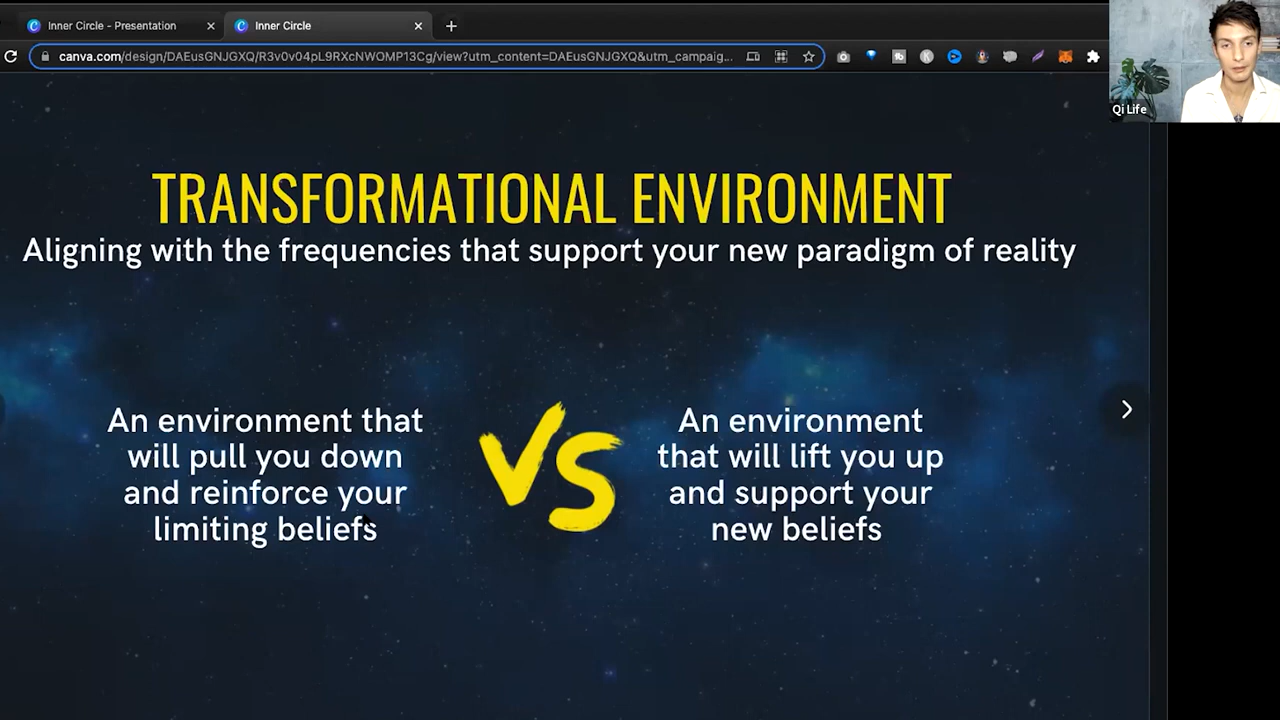 Inner Circle - Presentation
Inner Circle
canva.com/design/DAEusGNJGXQ/R3v0v04pL9RXcNWOMP13Cg/view?utm_content=DAEusGNJGXQ&utm_campaig...
Qi Life
TRANSFORMATIONAL ENVIRONMENT
Aligning with the frequencies that support your new paradigm of reality
An environment that
will pull you down
and reinforce your
limiting beliefs
VS
An environment
that will lift you up
and support your
new beliefs